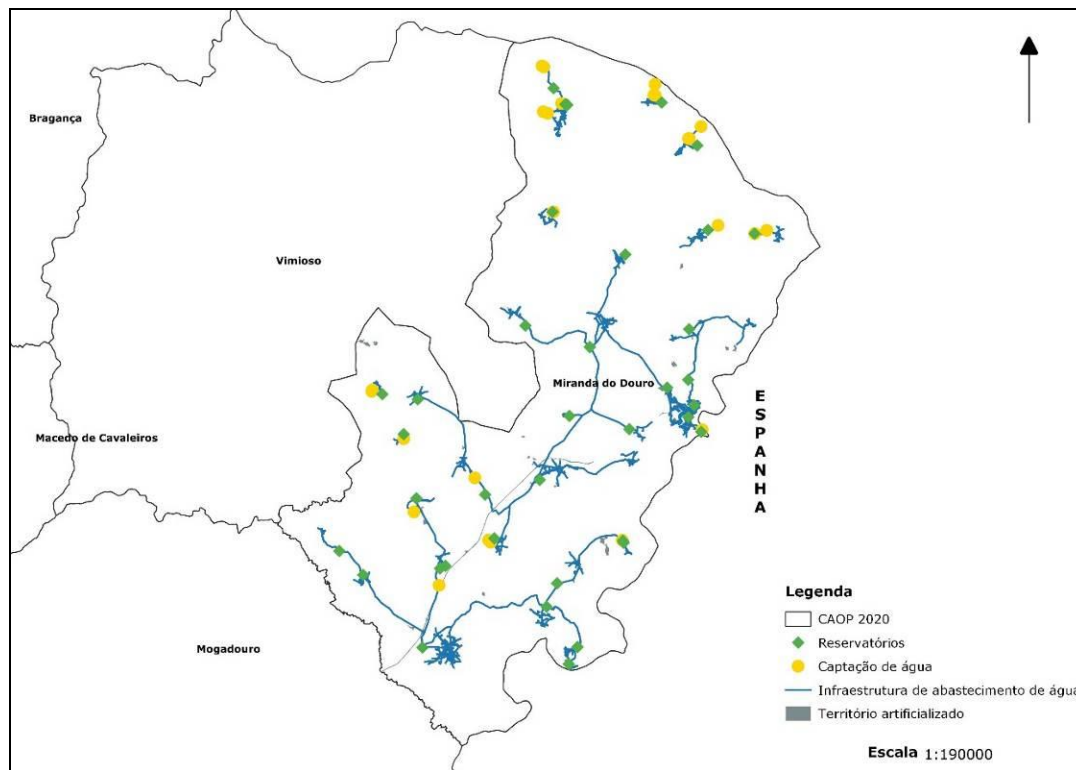 Bragança
Vimioso
Miranda do Douro
ESPANHA
Macedo de Cavaleiros
Mogadouro
Legenda
CAOP 2020
Reservatórios
Captação de água
Infraestrutura de abastecimento de água
Território artificializado
Escala 1:190000